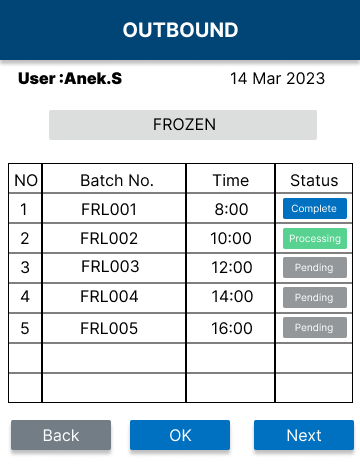 OUTBOUND
User :Anek.S 14 Mar 2023
FROZEN
NO Batch No. Time Status
1 FRL001 8:00 Complete
2 FRL002 10:00 Processing
3 FRL003 12:00 Pending
4 FRL004 14:00 Pending
5 FRL005 16:00 Pending
Back OK Next